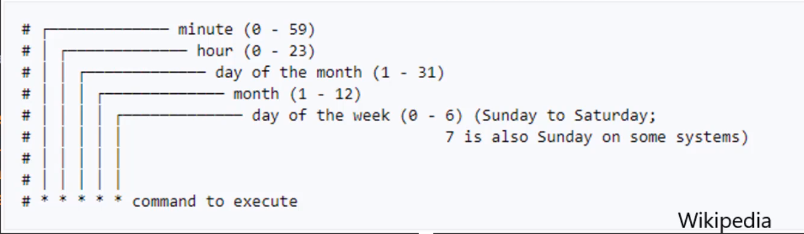 # ┌───────────── minute (0 - 59)
# │ ┌───────────── hour (0 - 23)
# │ │ ┌───────────── day of the month (1 - 31)
# │ │ │ ┌───────────── month (1 - 12)
# │ │ │ │ ┌───────────── day of the week (0 - 6) (Sunday to Saturday;
# │ │ │ │ │ 7 is also Sunday on some systems)
# │ │ │ │ │
# │ │ │ │ │
# * * * * * command to execute
Wikipedia